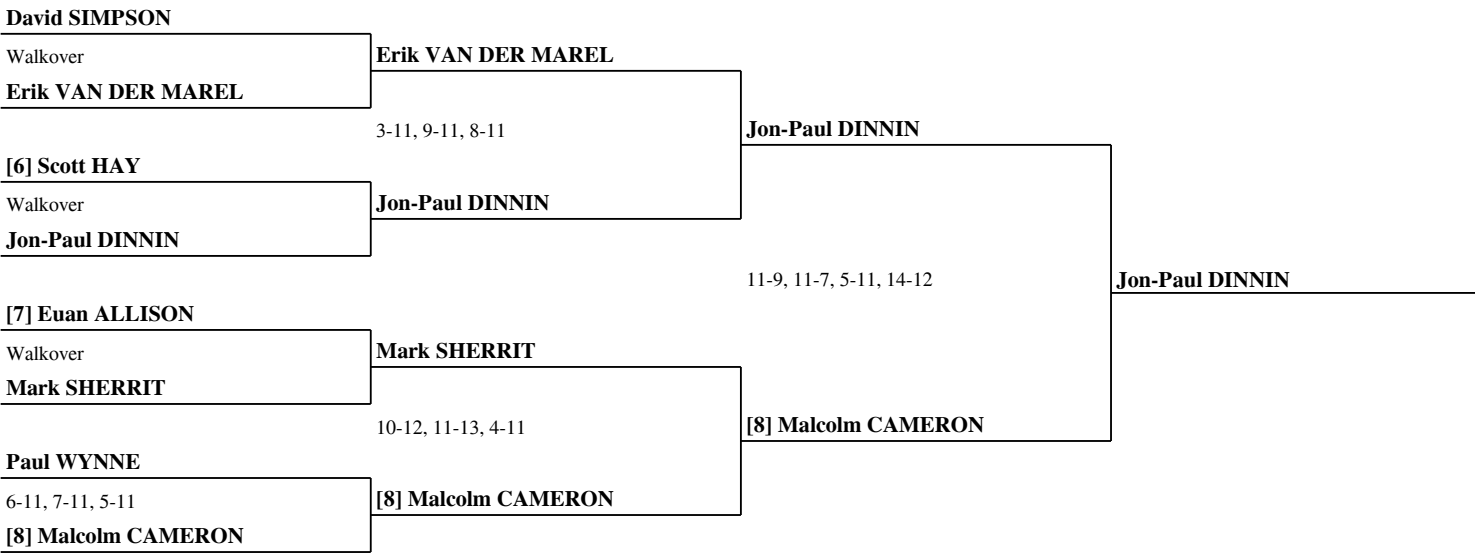 David SIMPSON
Walkover
Erik VAN DER MAREL
[6] Scott HAY
Walkover
Jon-Paul DINNIN
[7] Euan ALLISON
Walkover
Mark SHERRIT
Paul WYNNE
6-11, 7-11, 5-11
[8] Malcolm CAMERON
Erik VAN DER MAREL
3-11, 9-11, 8-11
Jon-Paul DINNIN
Mark SHERRIT
10-12, 11-13, 4-11
[8] Malcolm CAMERON
Jon-Paul DINNIN
11-9, 11-7, 5-11, 14-12
[8] Malcolm CAMERON
Jon-Paul DINNIN